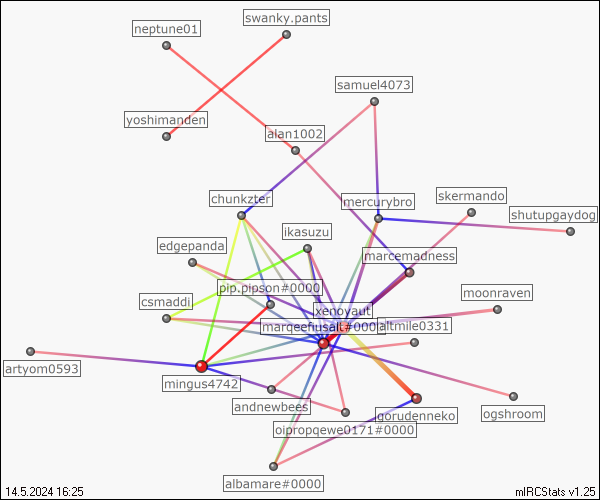 swanky.pants
neptune01
samuel4073
yoshimanden
alan1002
chunkzter
mercurybro
skermando
shutupgaydog
ikasuzu
edgepanda
marcemadness
pip.pipson#0000
moonraven
csmaddi
xenoyaut
marqeefiusalt#0000
altmile0331
artyom0593
mingus4742
andnewbees
gorudenneko
ogshroom
oipropqewe0171#0000
albamare#0000
14.5.2024 16:25
mIRCStats v1.25